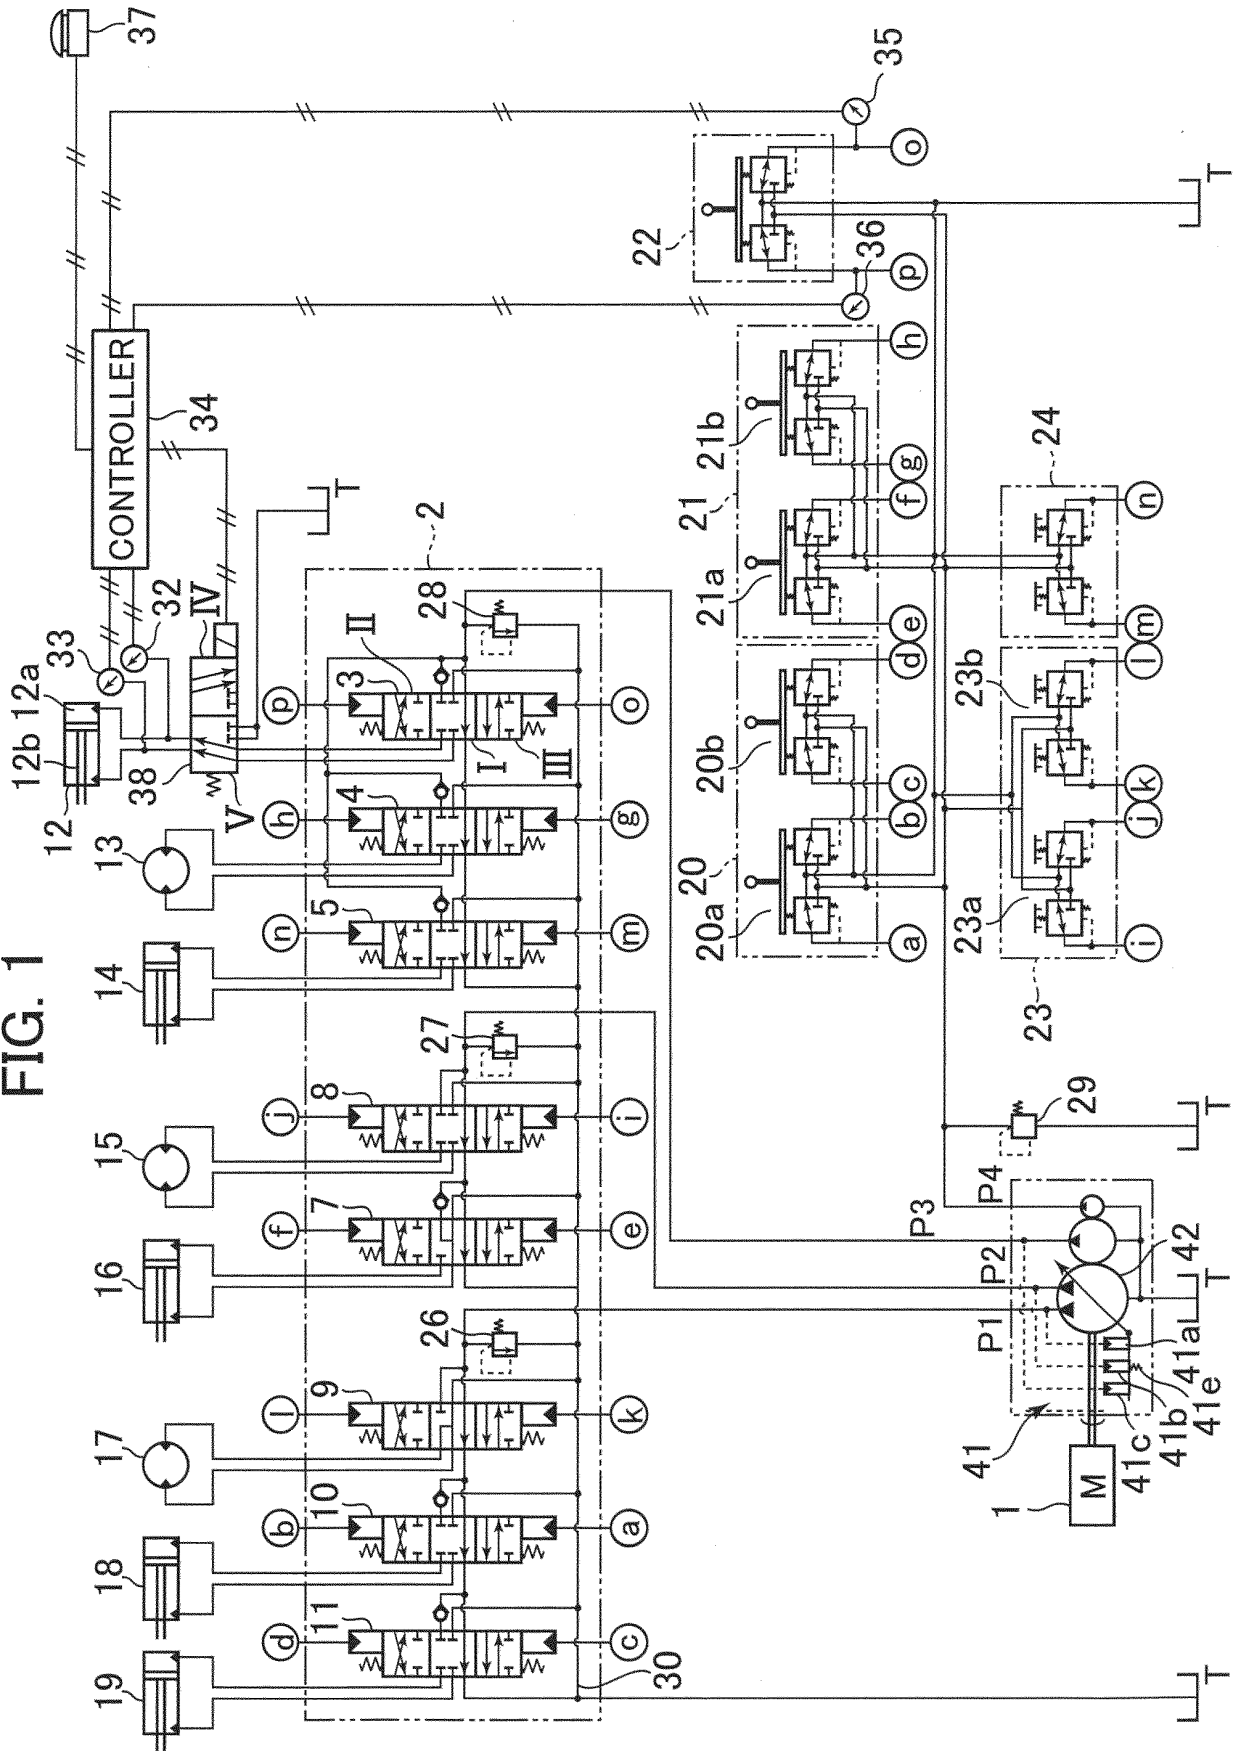 FIG. 1
37
CONTROLLER
34
35
o
22
36
p
T
33
32
IV
12a
12b
12
38
V
T
2
II
28
3
p
o
I
III
4
h
g
13
5
n
m
14
27
8
j
i
15
7
f
e
16
26
9
l
k
17
10
b
a
18
11
d
c
19
30
T
h
21b
g
21
f
21a
e
d
20b
c
20
b
20a
a
24
n
m
l
23b
k
j
23a
i
23
29
T
P4
P3
P2
P1
42
T
41a
41e
41b
41c
41
1
M